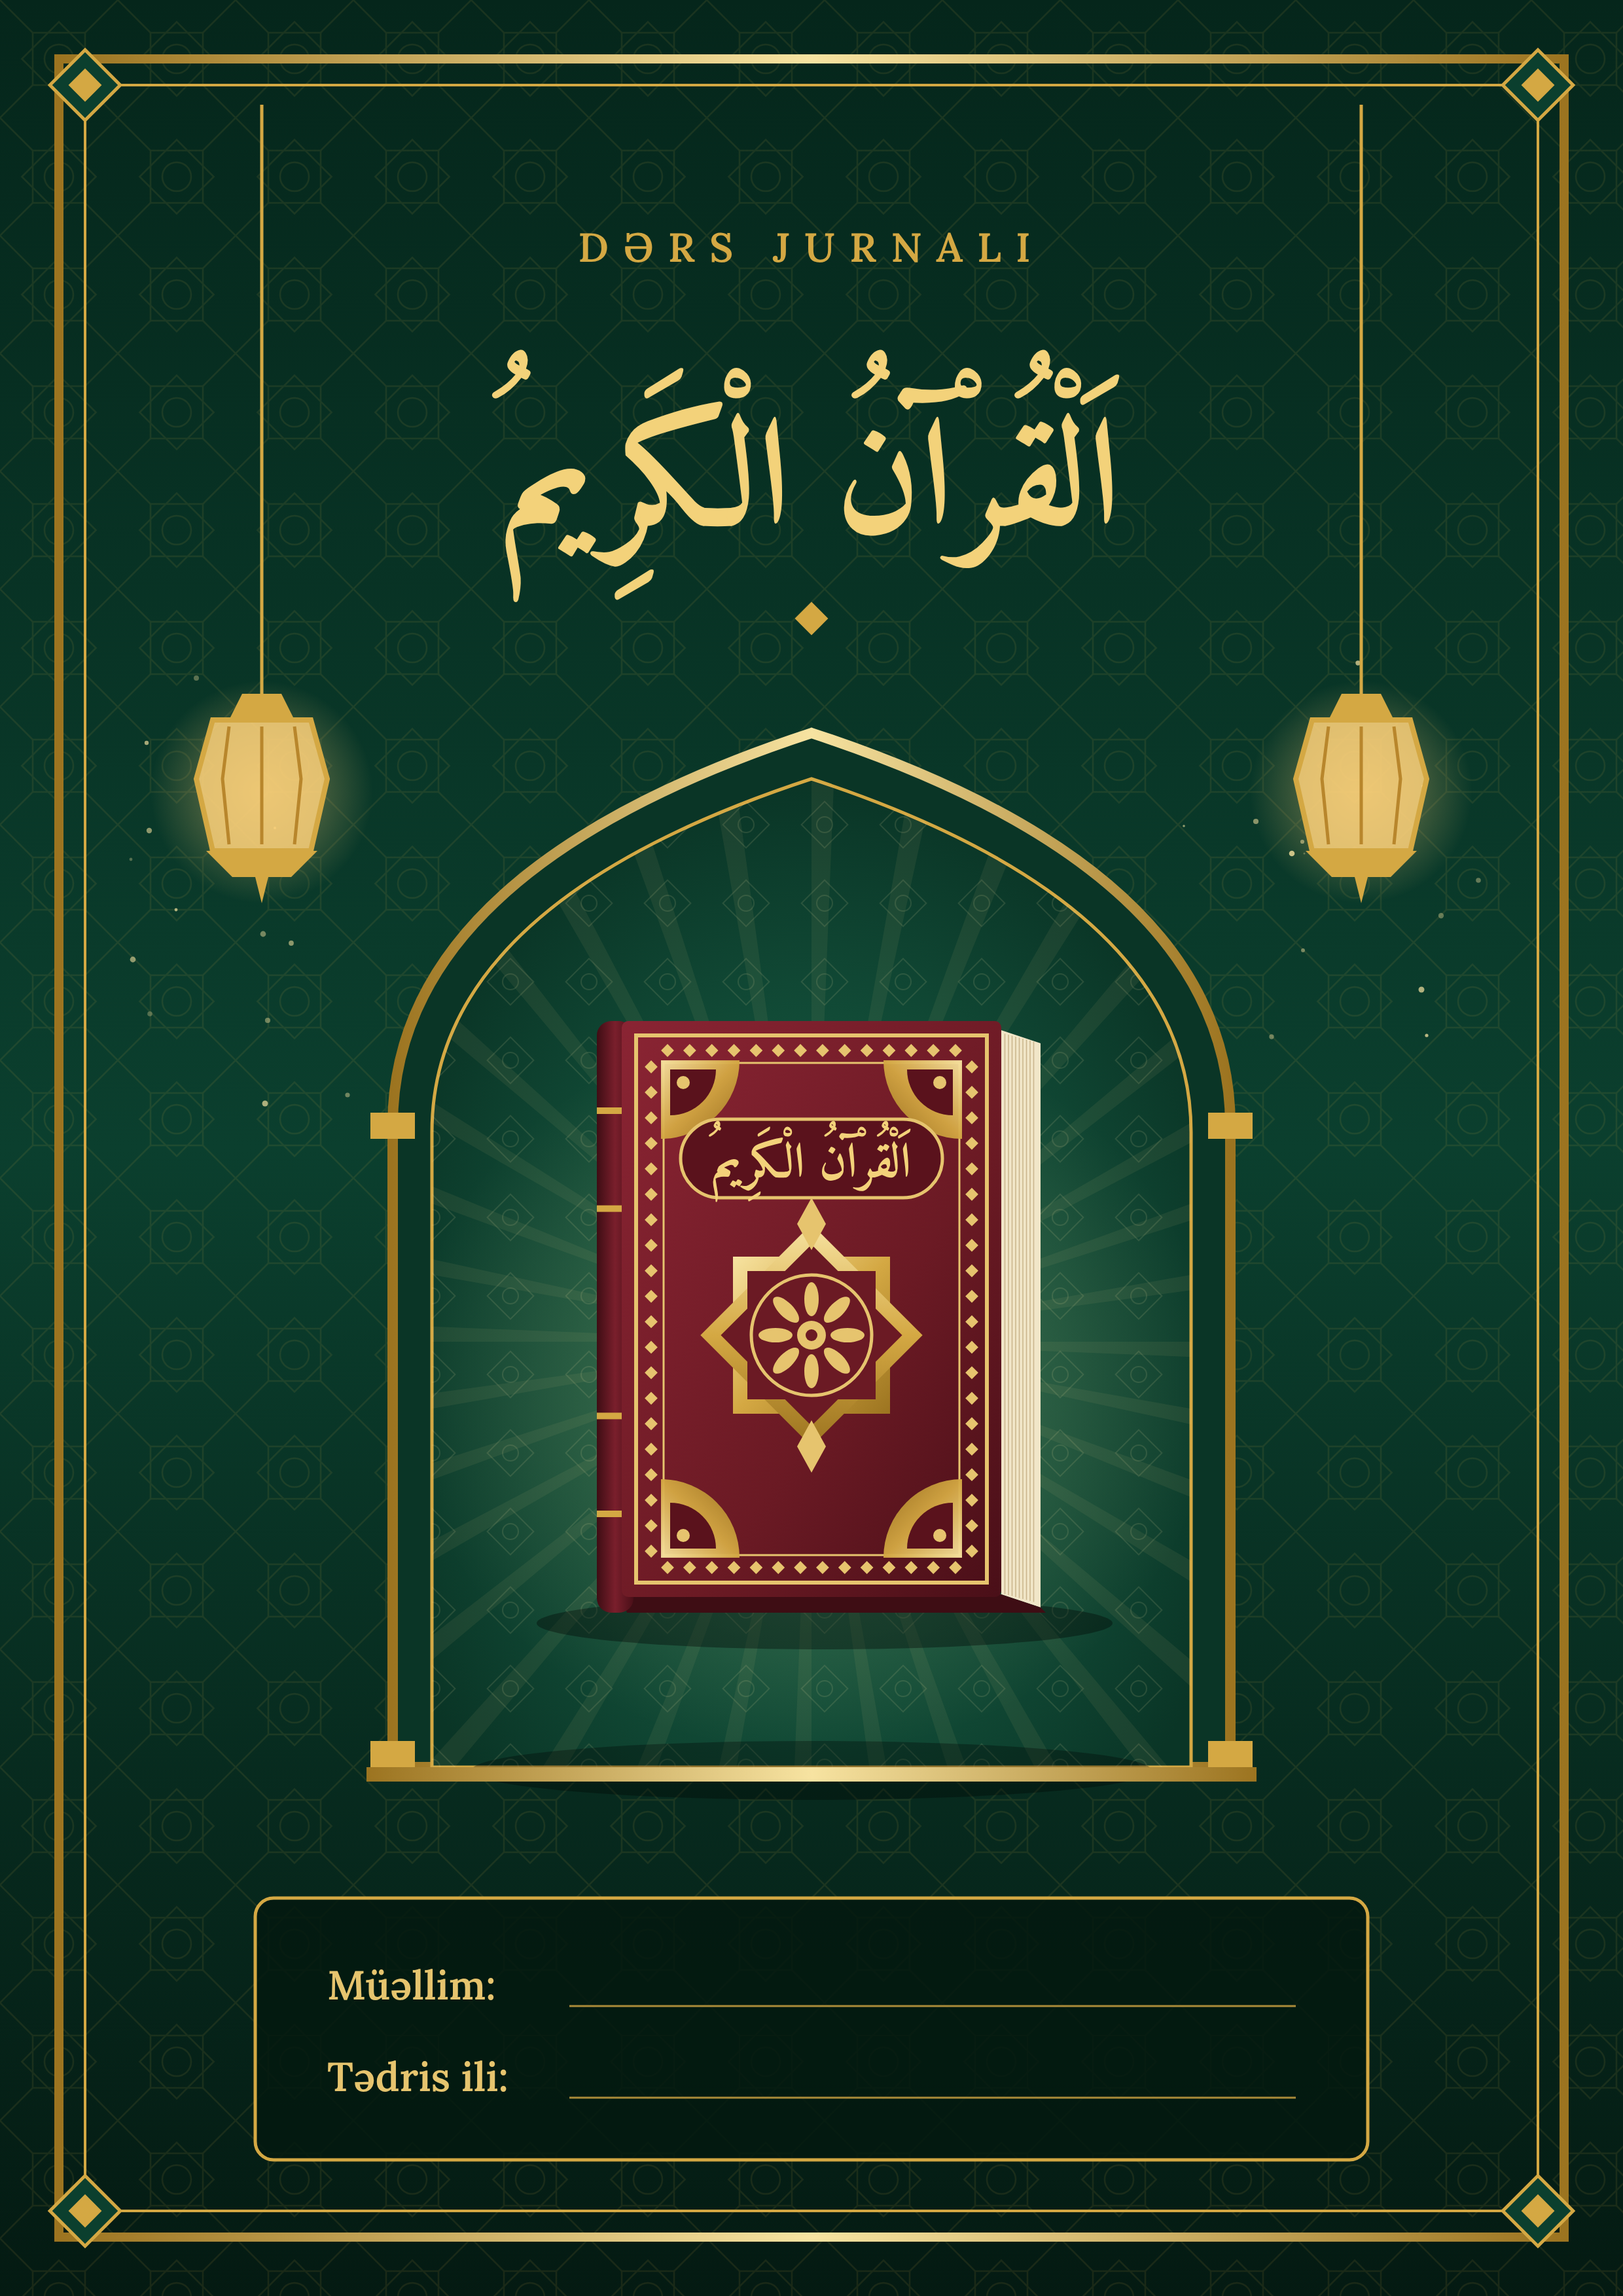 DƏRS JURNALI
اَلْقُرْآنُ الْكَرِيمُ
اَلْقُرْآنُ الْكَرِيمُ
Müəllim:
Tədris ili: